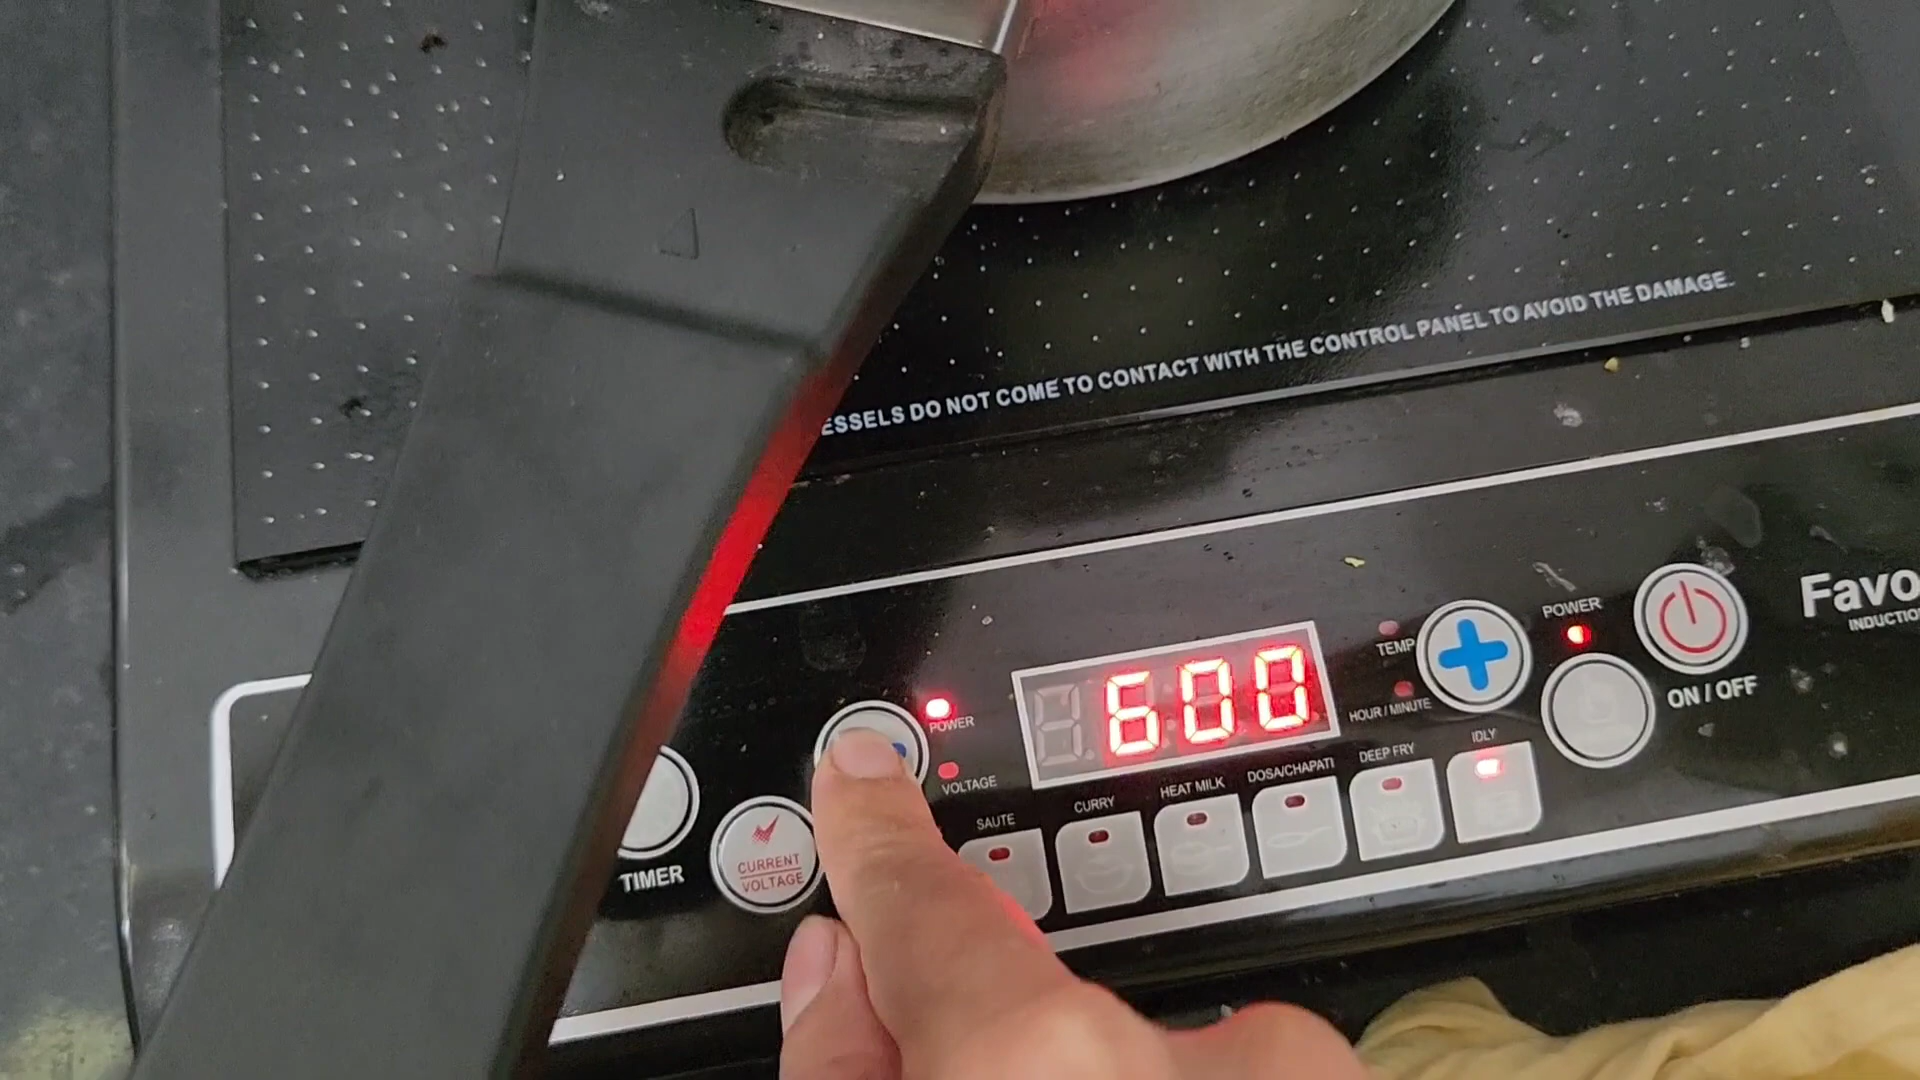 ESSELS DO NOT COME TO CONTACT WITH THE CONTROL PANEL TO AVOID THE DAMAGE.
Favo
INDUCTIO
POWER
ON / OFF
TEMP
HOUR / MINUTE
600
POWER
VOLTAGE
IDLY
DEEP FRY
DOSA/CHAPATI
HEAT MILK
CURRY
SAUTE
CURRENT
VOLTAGE
TIMER